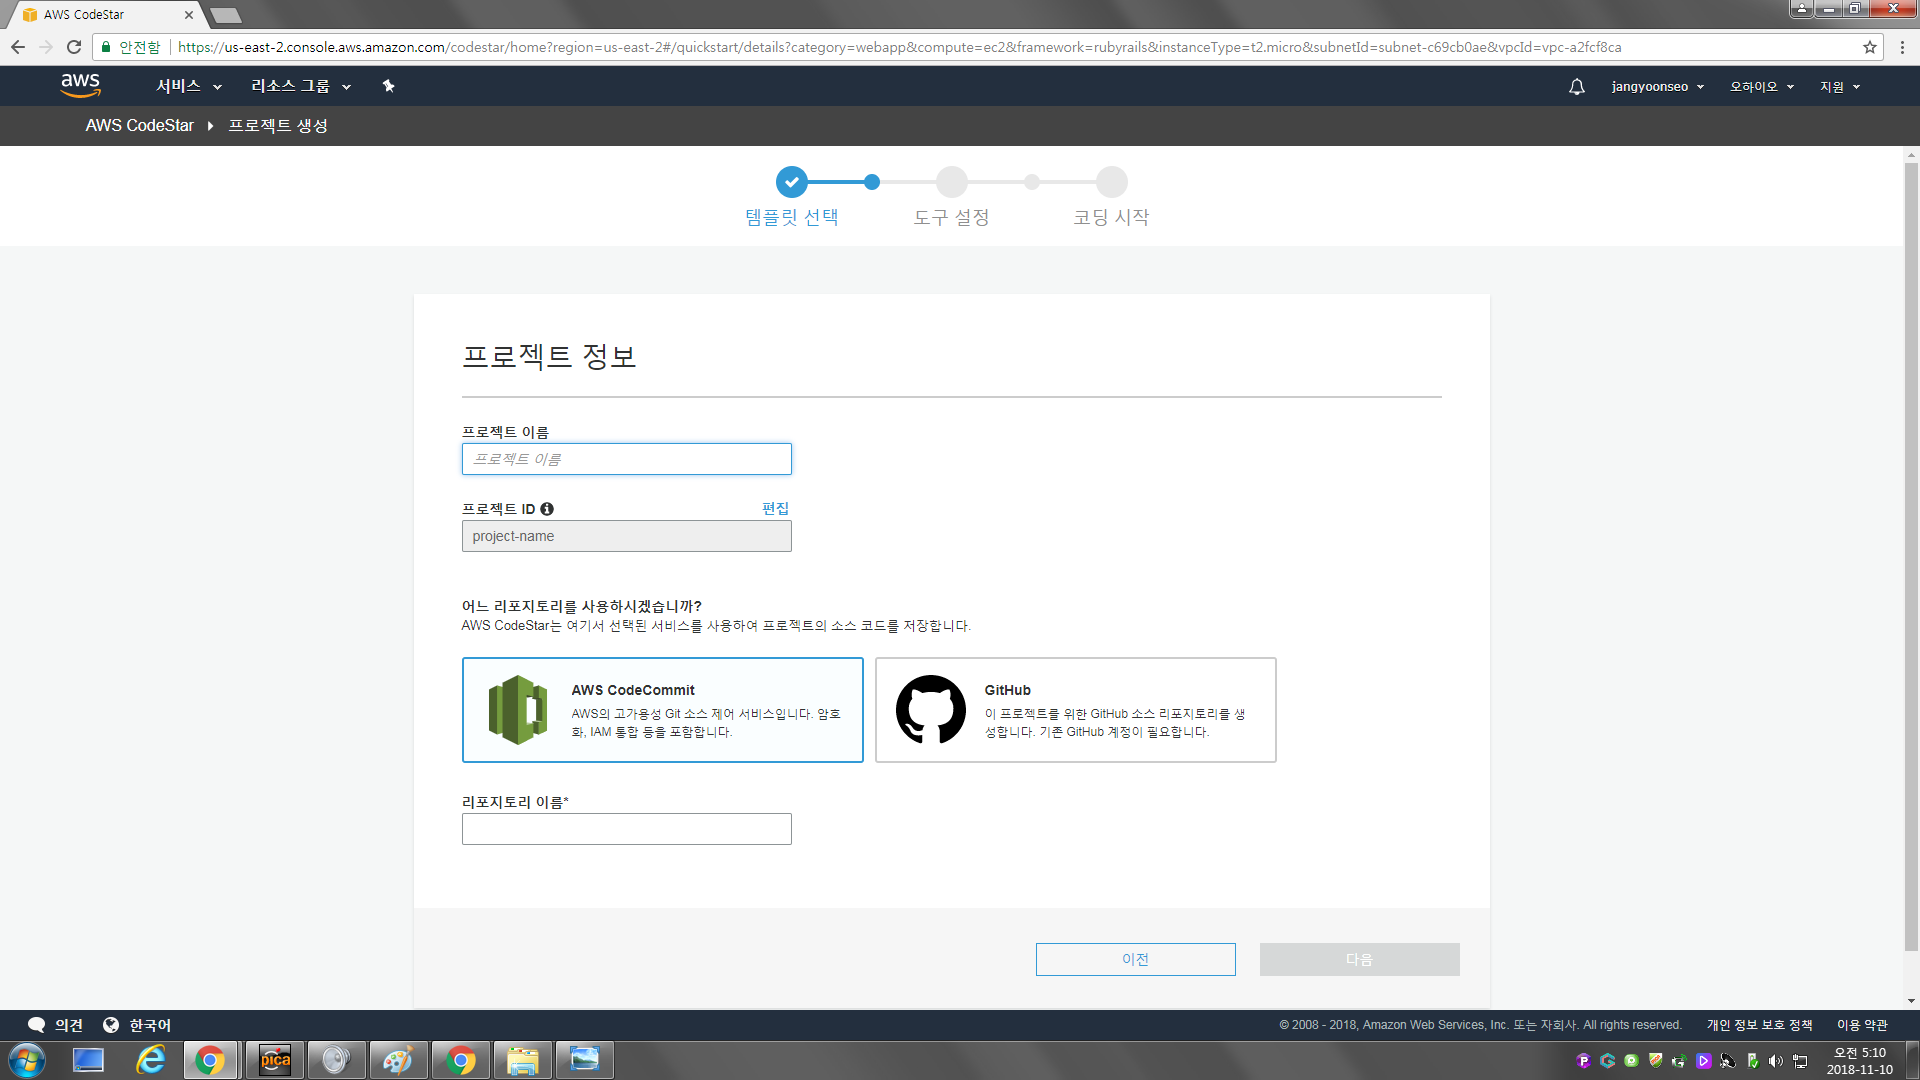 AWS CodeStar
안전함
https://us-east-2.console.aws.amazon.com/codestar/home?region=us-east-2#/quickstart/details?category=webapp&compute=ec2&framework=rubyrails&instanceType=t2.micro&subnetId=subnet-c69cb0ae&vpcId=vpc-a2fcf8ca
aws 서비스 리소스 그룹 jangyoonseo 오하이오 지원
AWS CodeStar 프로젝트 생성
템플릿 선택 도구 설정 코딩 시작
프로젝트 정보
프로젝트 이름
프로젝트 이름
프로젝트 ID 편집
project-name
어느 리포지토리를 사용하시겠습니까?
AWS CodeStar는 여기서 선택된 서비스를 사용하여 프로젝트의 소스 코드를 저장합니다.
AWS CodeCommit
AWS의 고가용성 Git 소스 제어 서비스입니다. 암호
화, IAM 통합 등을 포함합니다.
GitHub
이 프로젝트를 위한 GitHub 소스 리포지토리를 생
성합니다. 기존 GitHub 계정이 필요합니다.
리포지토리 이름*
이전 다음
의견 한국어 © 2008 - 2018, Amazon Web Services, Inc. 또는 자회사. All rights reserved. 개인 정보 보호 정책 이용 약관
pica
오전 5:10
2018-11-10